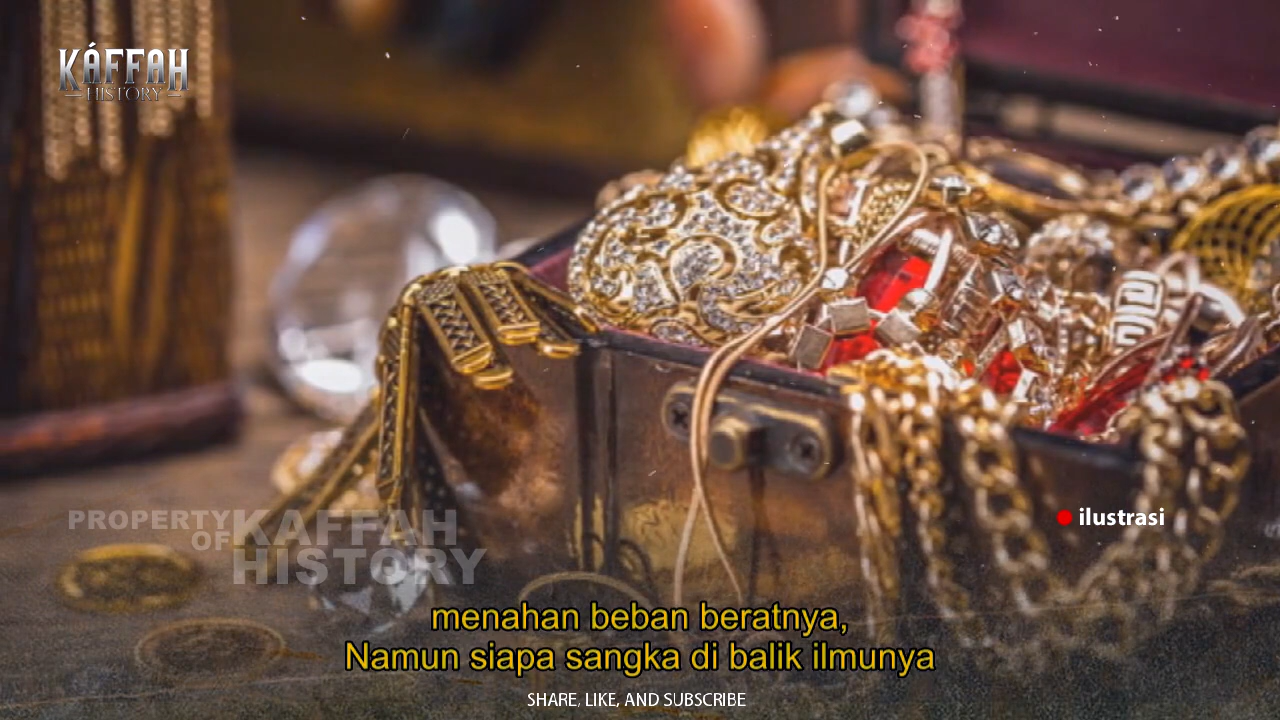 KÁFFAH
HISTORY
ilustrasi
PROPERTY OF KAFFAH HISTORY
menahan beban beratnya,
Namun siapa sangka di balik ilmunya
SHARE, LIKE, AND SUBSCRIBE